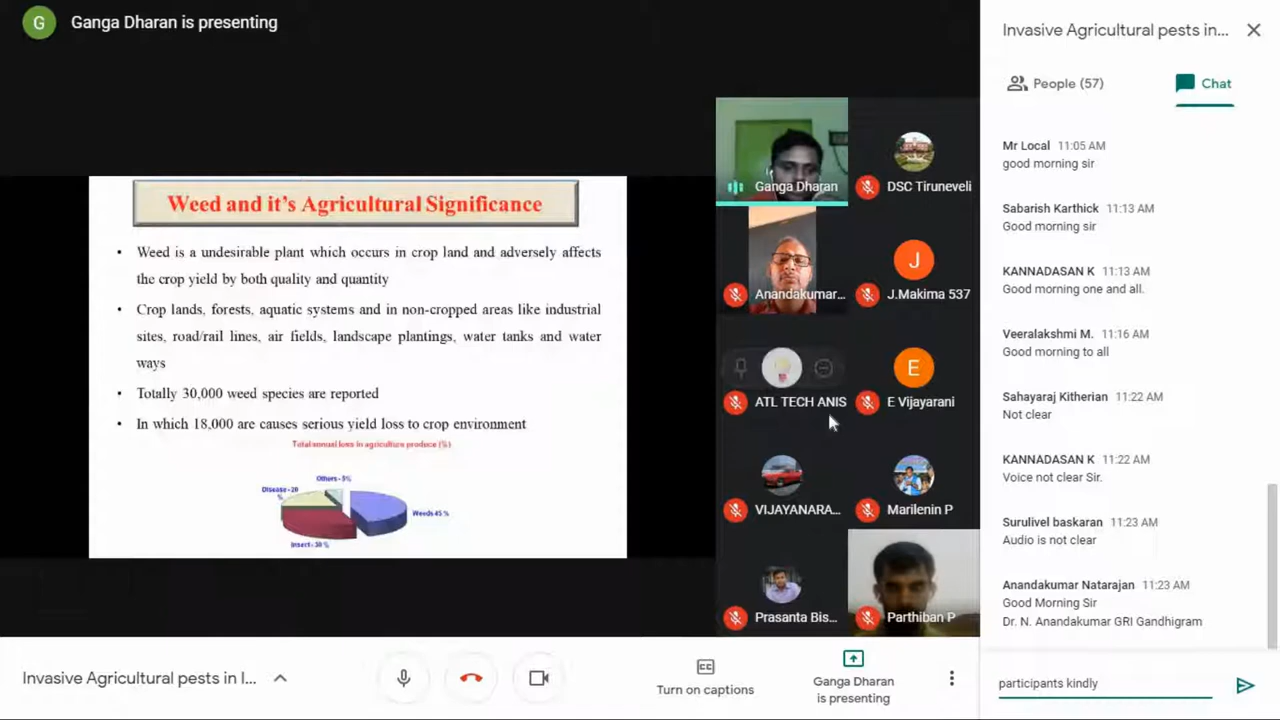 G
Ganga Dharan is presenting
Weed and it's Agricultural Significance
• Weed is a undesirable plant which occurs in crop land and adversely affects
the crop yield by both quality and quantity
• Crop lands, forests, aquatic systems and in non-cropped areas like industrial
sites, road/rail lines, air fields, landscape plantings, water tanks and water
ways
• Totally 30,000 weed species are reported
• In which 18,000 are causes serious yield loss to crop environment
Total annual loss in agriculture produce (%)
Others - 5%
Disease - 20
%
Weeds 45 %
Insect - 30 %
Ganga Dharan
DSC Tiruneveli
Anandakumar...
J
J.Makima 537
ATL TECH ANIS
E
E Vijayarani
VIJAYANARA...
Marilenin P
Prasanta Bis...
Parthiban P
Invasive Agricultural pests in...
People (57)
Chat
Mr Local 11:05 AM
good morning sir
Sabarish Karthick 11:13 AM
Good morning sir
KANNADASAN K 11:13 AM
Good morning one and all.
Veeralakshmi M. 11:16 AM
Good morning to all
Sahayaraj Kitherian 11:22 AM
Not clear
KANNADASAN K 11:22 AM
Voice not clear Sir.
Surulivel baskaran 11:23 AM
Audio is not clear
Anandakumar Natarajan 11:23 AM
Good Morning Sir
Dr. N. Anandakumar GRI Gandhigram
participants kindly
Invasive Agricultural pests in I...
CC
Turn on captions
Ganga Dharan
is presenting